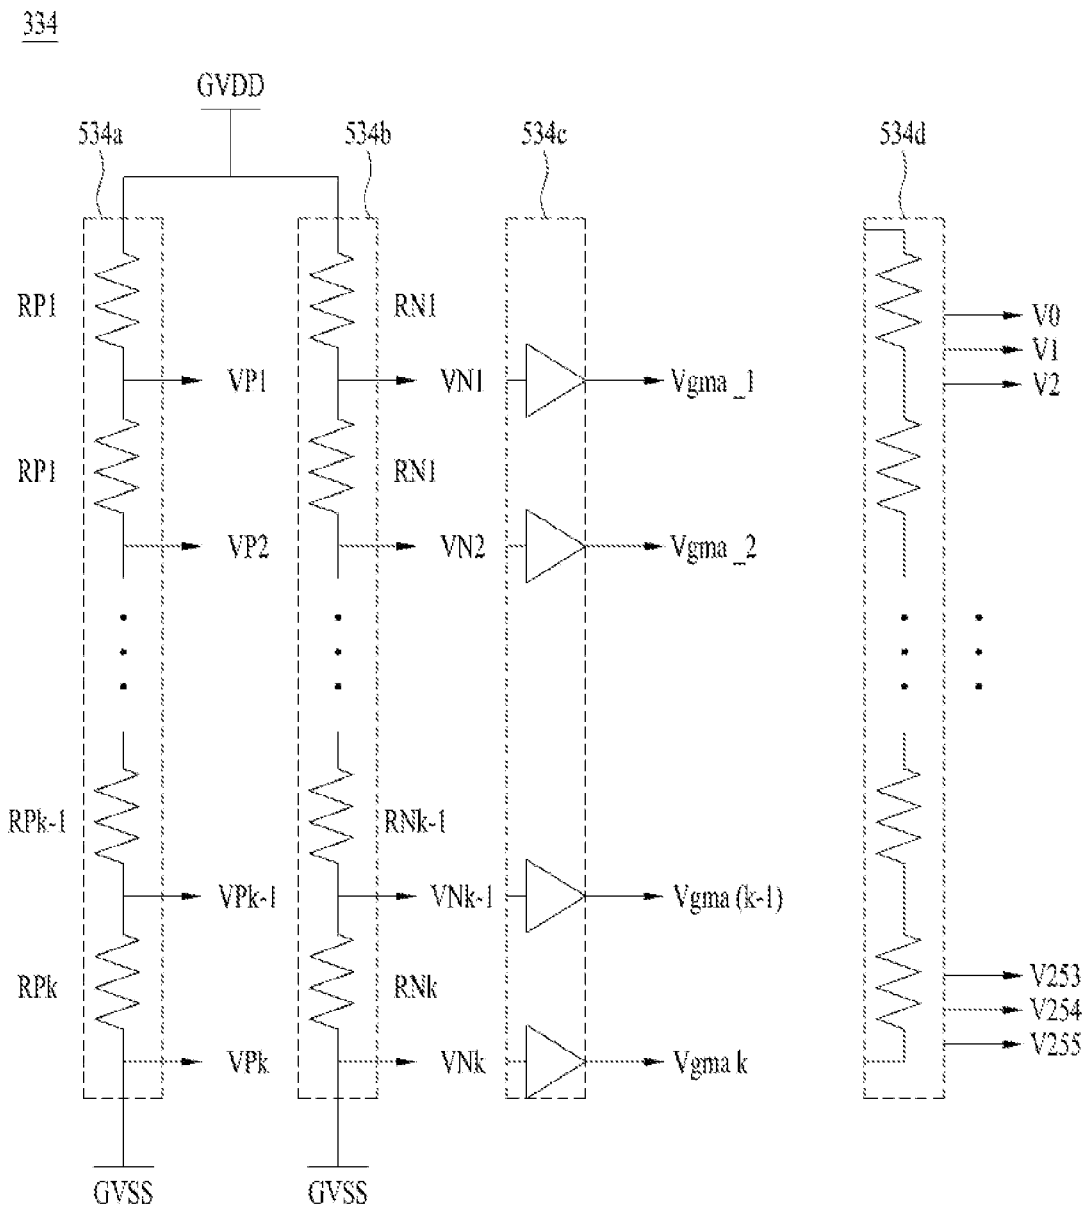 334
GVDD
534a
534b
534c
534d
RP1
RN1
V0
V1
VP1
VN1
Vgma _1
V2
RP1
RN1
VP2
VN2
Vgma _2
RPk-1
RNk-1
VPk-1
VNk-1
Vgma (k-1)
RPk
RNk
V253
V254
V255
VPk
VNk
Vgma k
GVSS
GVSS